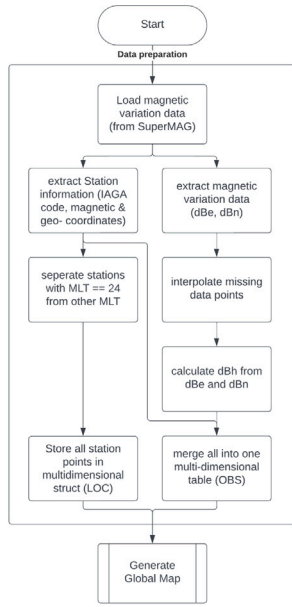 Start
Data preparation
Load magnetic
variation data
(from SuperMAG)
extract Station
information (IAGA
code, magnetic &
geo- coordinates)
extract magnetic
variation data
(dBe, dBn)
seperate stations
with MLT == 24
from other MLT
interpolate missing
data points
calculate dBh from
dBe and dBn
Store all station
points in
multidimensional
struct (LOC)
merge all into one
multi-dimensional
table (OBS)
Generate
Global Map